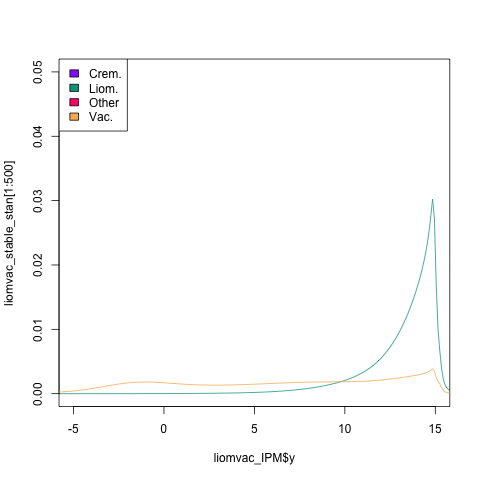 Crem.
Liom.
Other
Vac.
0.05
0.04
0.03
0.02
0.01
0.00
liomvac_stable_stan[1:500]
-5 0 5 10 15
liomvac_IPM$y